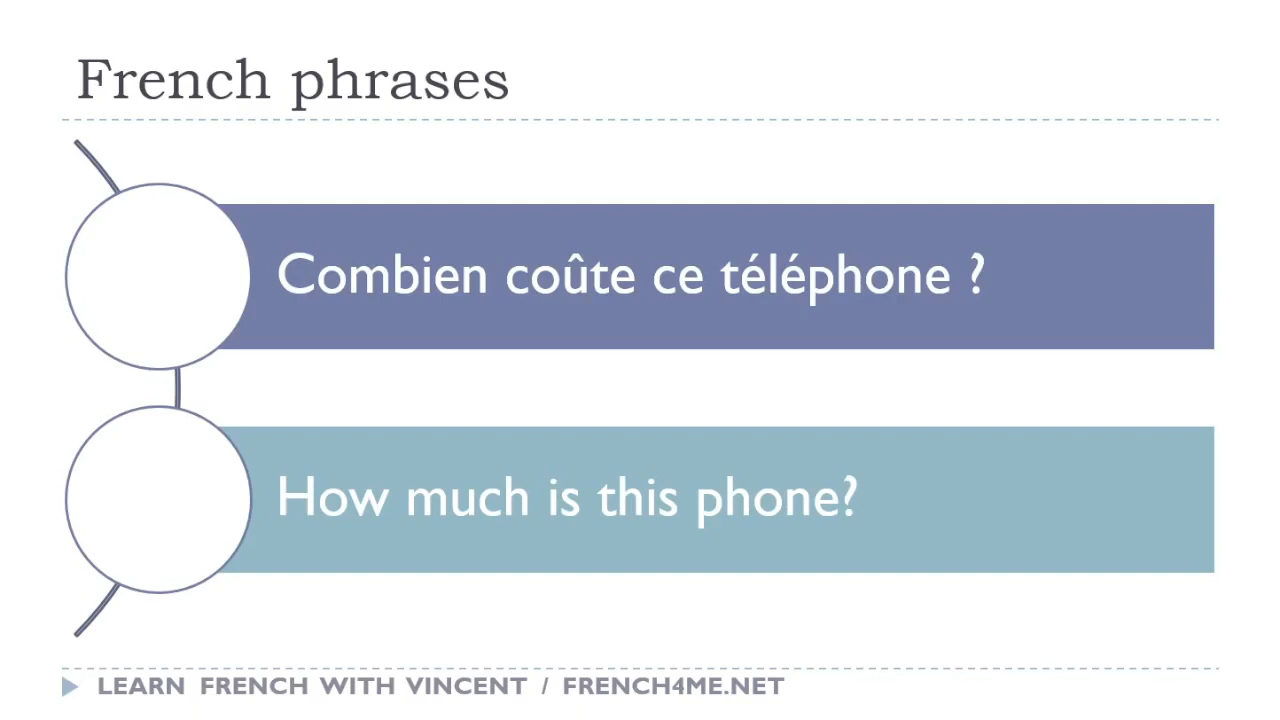 French phrases
Combien coûte ce téléphone ?
How much is this phone?
LEARN FRENCH WITH VINCENT / FRENCH4ME.NET